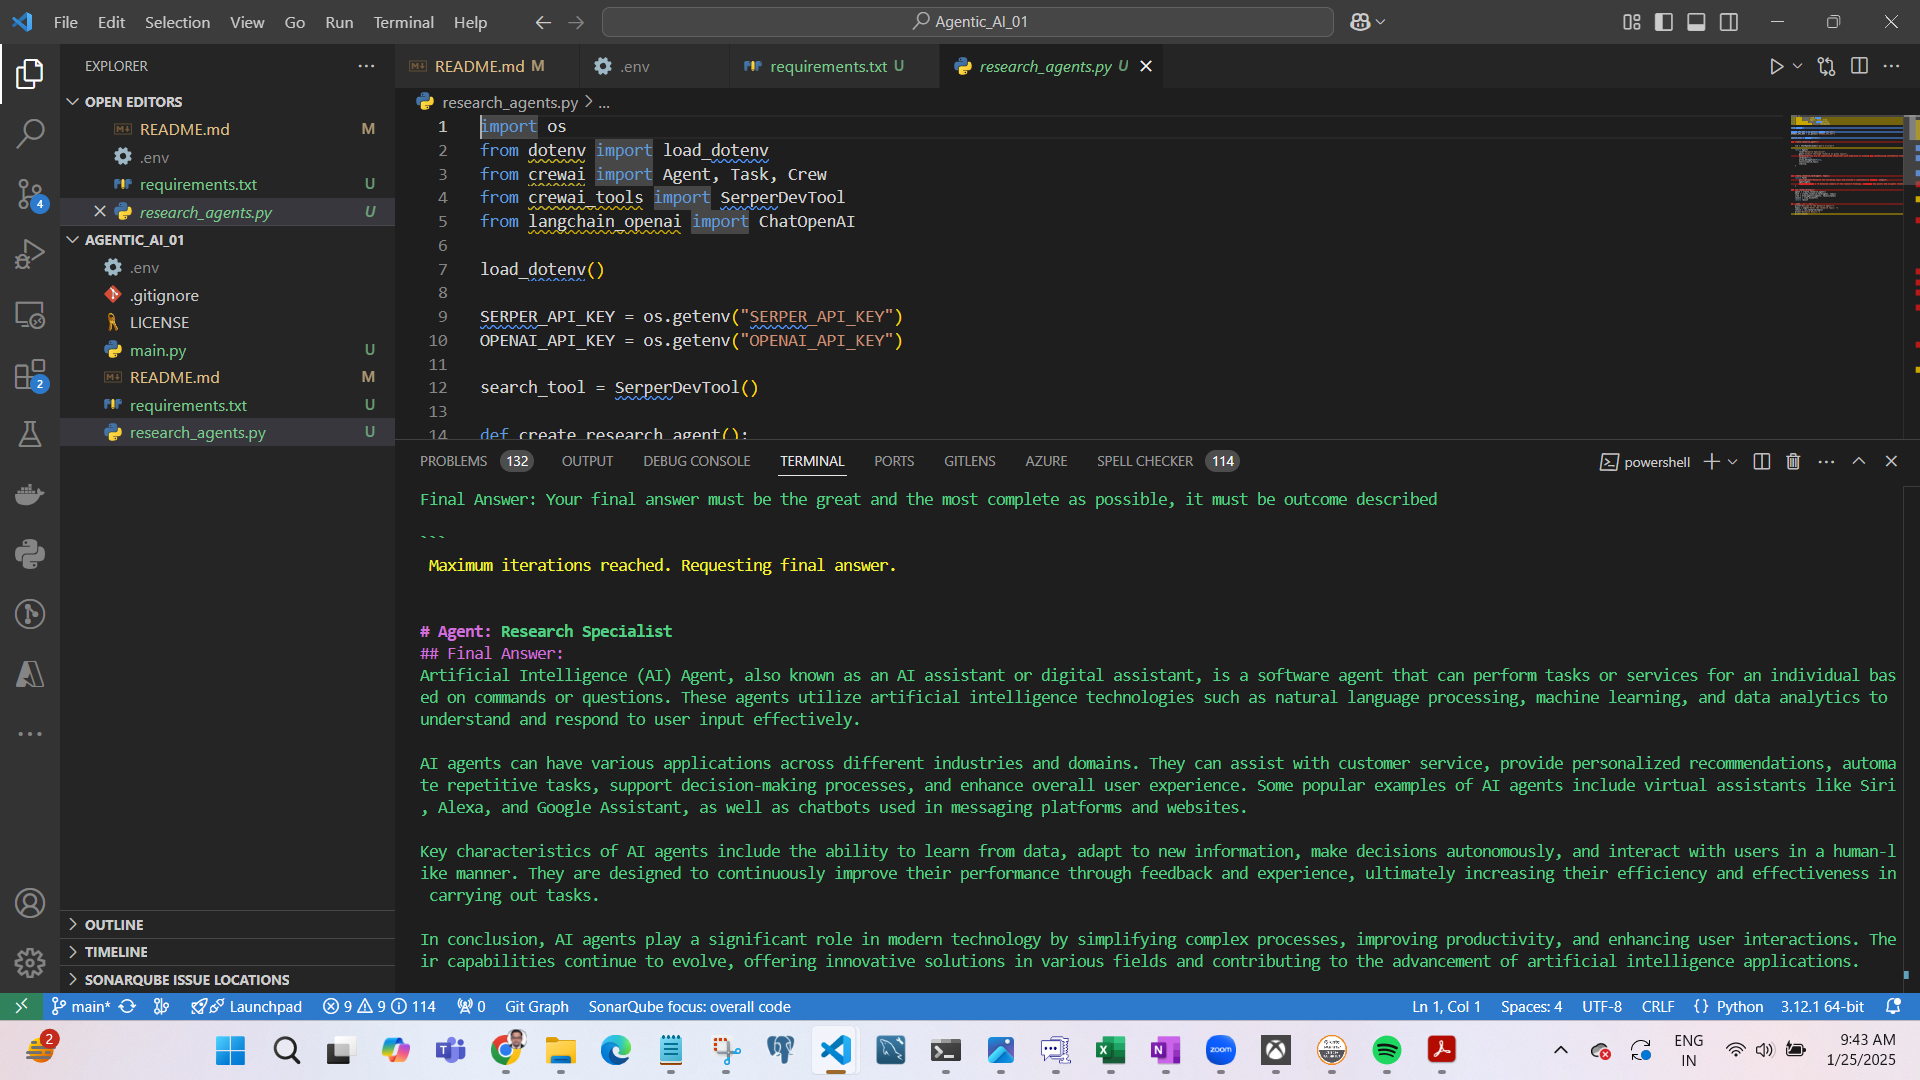 File Edit Selection View Go Run Terminal Help
Agentic_AI_01
EXPLORER
OPEN EDITORS
README.md M
.env
requirements.txt U
research_agents.py U
AGENTIC_AI_01
.env
.gitignore
LICENSE
main.py U
README.md M
requirements.txt U
research_agents.py U
OUTLINE
TIMELINE
SONARQUBE ISSUE LOCATIONS
4
2
README.md M
.env
requirements.txt U
research_agents.py U
research_agents.py > ...
1 import os
2 from dotenv import load_dotenv
3 from crewai import Agent, Task, Crew
4 from crewai_tools import SerperDevTool
5 from langchain_openai import ChatOpenAI
6
7 load_dotenv()
8
9 SERPER_API_KEY = os.getenv("SERPER_API_KEY")
10 OPENAI_API_KEY = os.getenv("OPENAI_API_KEY")
11
12 search_tool = SerperDevTool()
13
14 def create_research_agent():
PROBLEMS 132 OUTPUT DEBUG CONSOLE TERMINAL PORTS GITLENS AZURE SPELL CHECKER 114
powershell
Final Answer: Your final answer must be the great and the most complete as possible, it must be outcome described
```
Maximum iterations reached. Requesting final answer.
# Agent: Research Specialist
## Final Answer:
Artificial Intelligence (AI) Agent, also known as an AI assistant or digital assistant, is a software agent that can perform tasks or services for an individual bas
ed on commands or questions. These agents utilize artificial intelligence technologies such as natural language processing, machine learning, and data analytics to
understand and respond to user input effectively.
AI agents can have various applications across different industries and domains. They can assist with customer service, provide personalized recommendations, automa
te repetitive tasks, support decision-making processes, and enhance overall user experience. Some popular examples of AI agents include virtual assistants like Siri
, Alexa, and Google Assistant, as well as chatbots used in messaging platforms and websites.
Key characteristics of AI agents include the ability to learn from data, adapt to new information, make decisions autonomously, and interact with users in a human-l
ike manner. They are designed to continuously improve their performance through feedback and experience, ultimately increasing their efficiency and effectiveness in
carrying out tasks.
In conclusion, AI agents play a significant role in modern technology by simplifying complex processes, improving productivity, and enhancing user interactions. The
ir capabilities continue to evolve, offering innovative solutions in various fields and contributing to the advancement of artificial intelligence applications.
main* Launchpad 9 9 114 0 Git Graph SonarQube focus: overall code
Ln 1, Col 1 Spaces: 4 UTF-8 CRLF {} Python 3.12.1 64-bit
2
zoom
ENG
IN
9:43 AM
1/25/2025